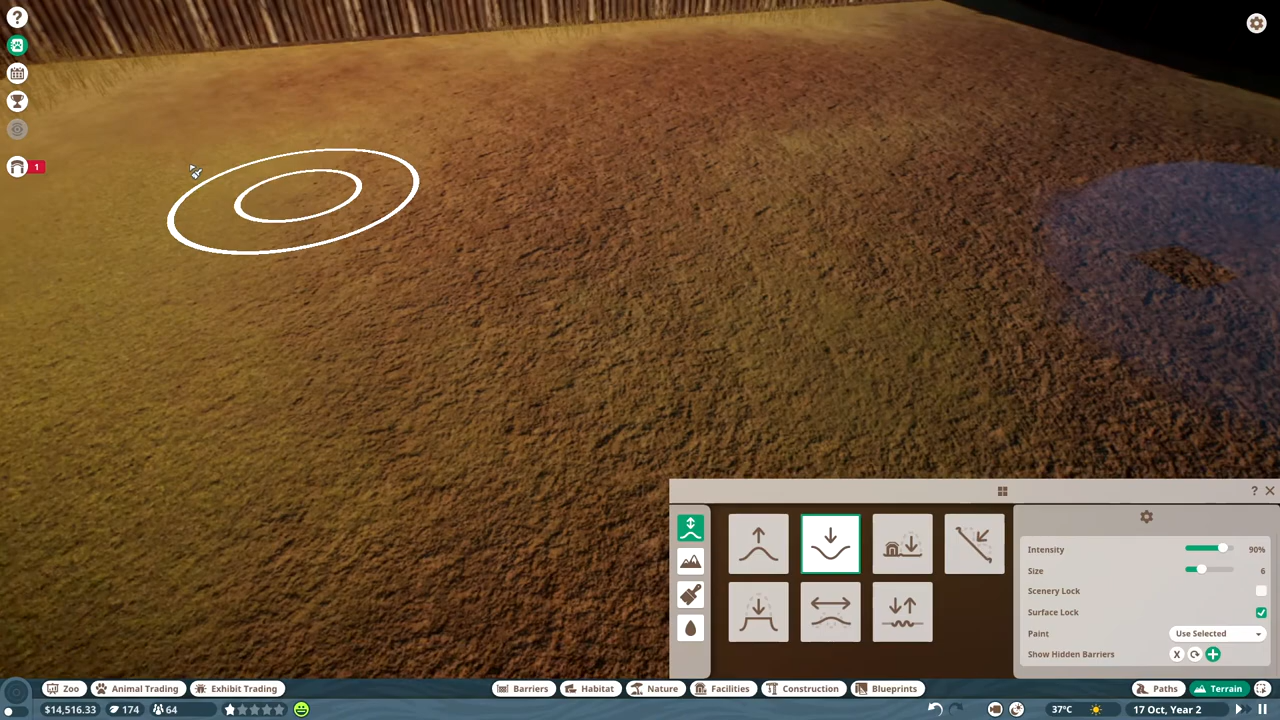 ?
1
?
Intensity 90%
Size 6
Scenery Lock
Surface Lock
Paint Use Selected
Show Hidden Barriers X
Zoo Animal Trading Exhibit Trading Barriers Habitat Nature Facilities Construction Blueprints Paths Terrain
$14,516.33 174 64 37°C 17 Oct, Year 2